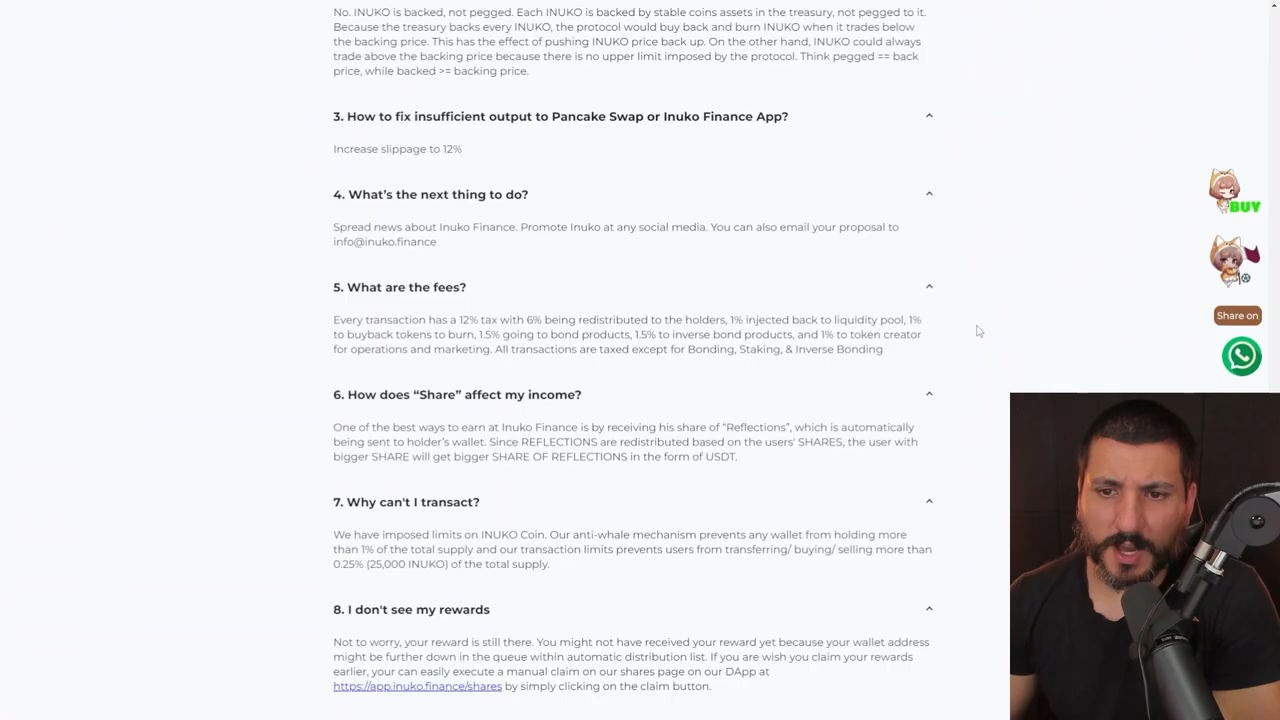 No. INUKO is backed, not pegged. Each INUKO is backed by stable coins assets in the treasury, not pegged to it.
Because the treasury backs every INUKO, the protocol would buy back and burn INUKO when it trades below
the backing price. This has the effect of pushing INUKO price back up. On the other hand, INUKO could always
trade above the backing price because there is no upper limit imposed by the protocol. Think pegged == back
price, while backed >= backing price.
3. How to fix insufficient output to Pancake Swap or Inuko Finance App?
Increase slippage to 12%
4. What's the next thing to do?
Spread news about Inuko Finance. Promote Inuko at any social media. You can also email your proposal to
info@inuko.finance
BUY
5. What are the fees?
Every transaction has a 12% tax with 6% being redistributed to the holders, 1% injected back to liquidity pool, 1%
to buyback tokens to burn, 1.5% going to bond products, 1.5% to inverse bond products, and 1% to token creator
for operations and marketing. All transactions are taxed except for Bonding, Staking, & Inverse Bonding
Share on
6. How does “Share” affect my income?
One of the best ways to earn at Inuko Finance is by receiving his share of “Reflections”, which is automatically
being sent to holder's wallet. Since REFLECTIONS are redistributed based on the users' SHARES, the user with
bigger SHARE will get bigger SHARE OF REFLECTIONS in the form of USDT.
7. Why can't I transact?
We have imposed limits on INUKO Coin. Our anti-whale mechanism prevents any wallet from holding more
than 1% of the total supply and our transaction limits prevents users from transferring/ buying/ selling more than
0.25% (25,000 INUKO) of the total supply.
8. I don't see my rewards
Not to worry, your reward is still there. You might not have received your reward yet because your wallet address
might be further down in the queue within automatic distribution list. If you are wish you claim your rewards
earlier, your can easily execute a manual claim on our shares page on our DApp at
https://app.inuko.finance/shares by simply clicking on the claim button.